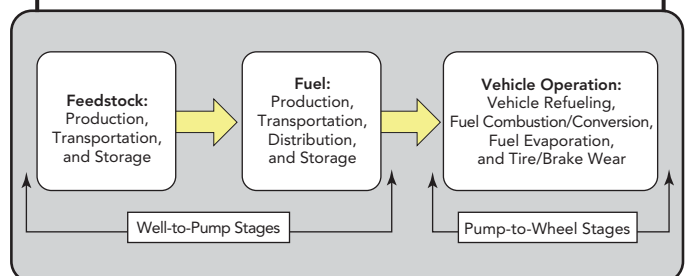 Feedstock:
Production,
Transportation,
and Storage
Fuel:
Production,
Transportation,
Distribution,
and Storage
Vehicle Operation:
Vehicle Refueling,
Fuel Combustion/Conversion,
Fuel Evaporation,
and Tire/Brake Wear
Well-to-Pump Stages
Pump-to-Wheel Stages